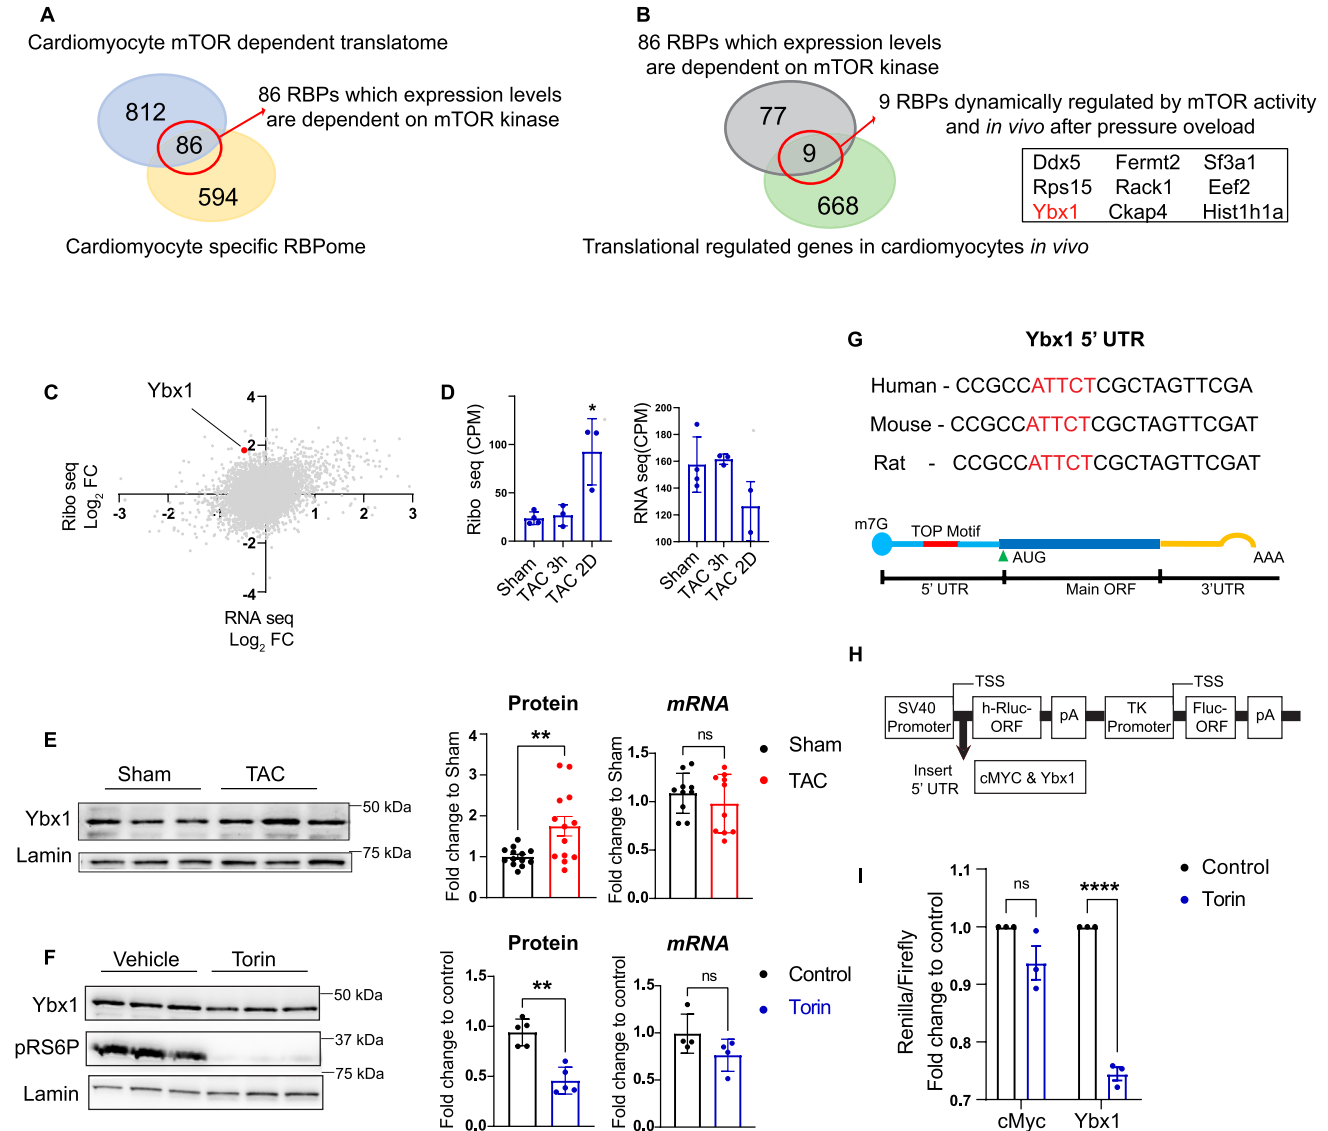 A
Cardiomyocyte mTOR dependent translatome
812
86
594
86 RBPs which expression levels
are dependent on mTOR kinase
Cardiomyocyte specific RBPome
B
86 RBPs which expression levels
are dependent on mTOR kinase
77
9
668
9 RBPs dynamically regulated by mTOR activity
and in vivo after pressure oveload
Ddx5 Fermt2 Sf3a1
Rps15 Rack1 Eef2
Ybx1 Ckap4 Hist1h1a
Translational regulated genes in cardiomyocytes in vivo
C
Ybx1
4
2
-2
-4
-3 -2 -1 1 2 3
Ribo seq
Log2 FC
RNA seq
Log2 FC
D
Ribo seq (CPM)
100
50
0
*
Sham
TAC 3h
TAC 2D
RNA seq(CPM)
200
180
160
140
120
100
Sham
TAC 3h
TAC 2D
G
Ybx1 5’ UTR
Human - CCGCCATTCTCGCTAGTTCGA
Mouse - CCGCCATTCTCGCTAGTTCGAT
Rat - CCGCCATTCTCGCTAGTTCGAT
m7G
TOP Motif
AUG
AAA
5' UTR
Main ORF
3'UTR
H
TSS
TSS
SV40
Promoter
h-Rluc-
ORF
pA
TK
Promoter
Fluc-
ORF
pA
Insert
5' UTR
cMYC & Ybx1
E
Sham TAC
Ybx1
50 kDa
Lamin
75 kDa
Protein
Fold change to Sham
4
3
2
1
0
**
mRNA
Fold change to Sham
1.5
1.0
0.5
0.0
ns
Sham
TAC
F
Vehicle Torin
Ybx1
50 kDa
pRS6P
37 kDa
75 kDa
Lamin
Protein
Fold change to control
1.5
1.0
0.5
0.0
**
mRNA
Fold change to control
1.5
1.0
0.5
0.0
ns
Control
Torin
I
Renilla/Firefly
Fold change to control
1.1
1.0
0.9
0.8
0.7
ns
****
cMyc
Ybx1
Control
Torin